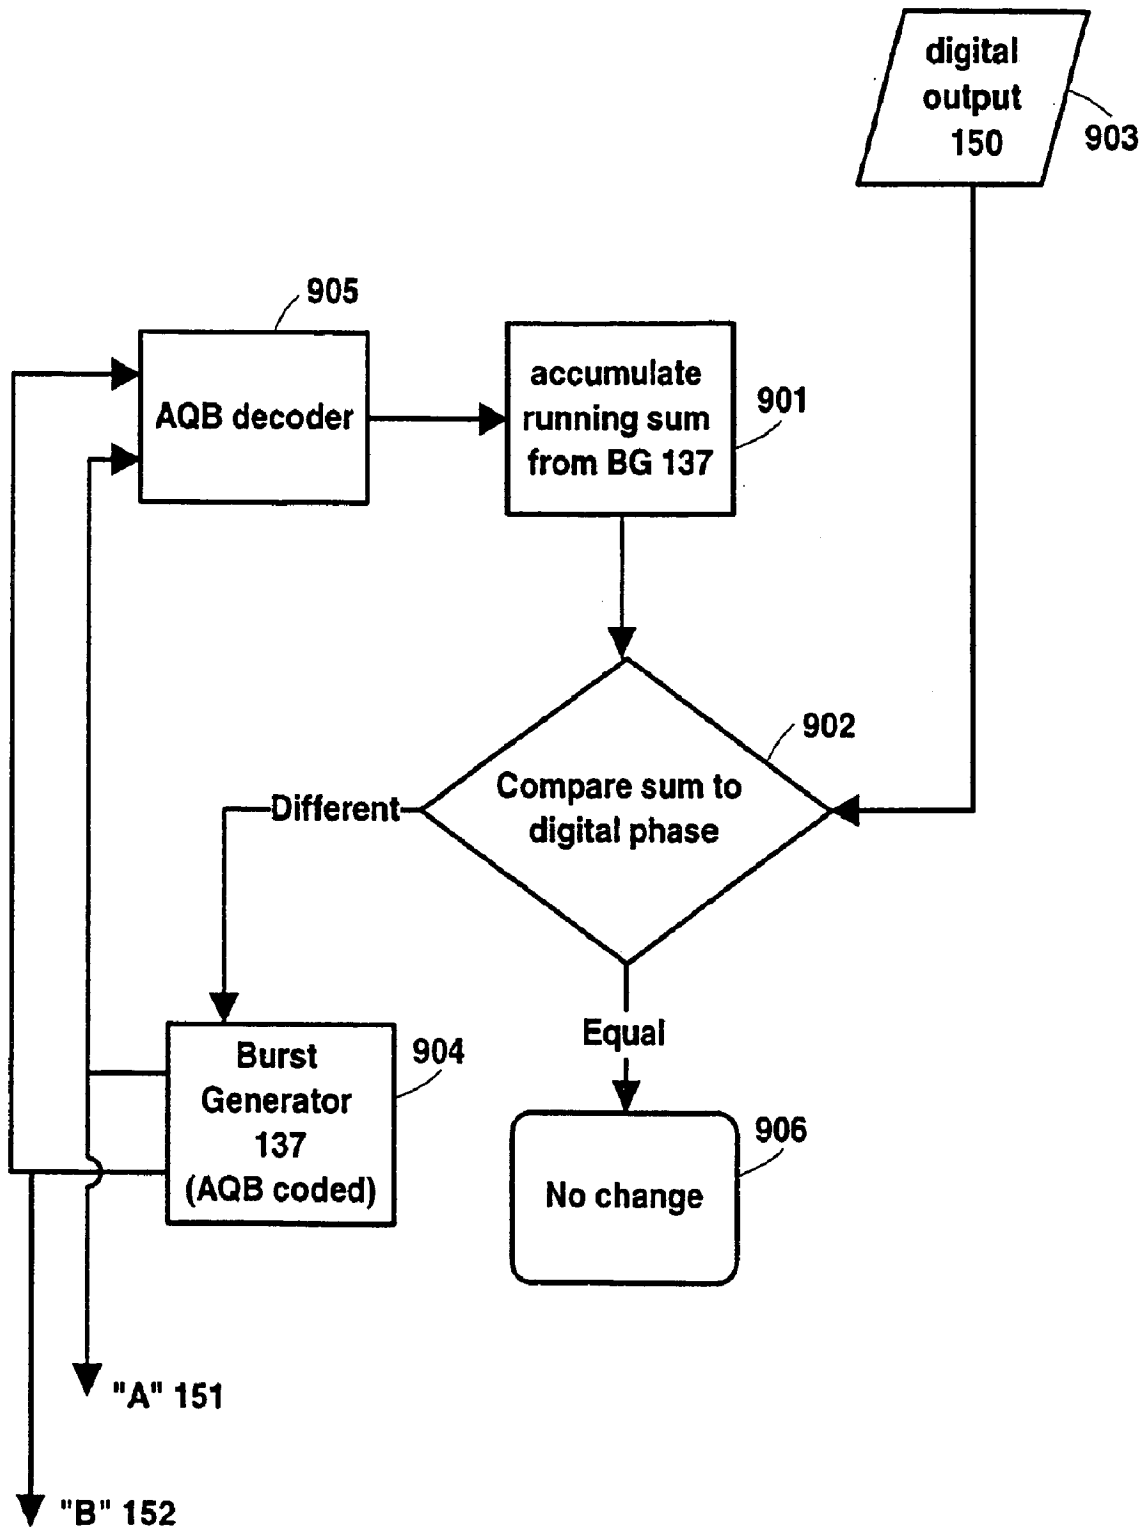 digital
output
150
903
905
AQB decoder
accumulate
running sum
from BG 137
901
902
Compare sum to
digital phase
Different
Equal
Burst
Generator
137
(AQB coded)
904
906
No change
"A" 151
"B" 152